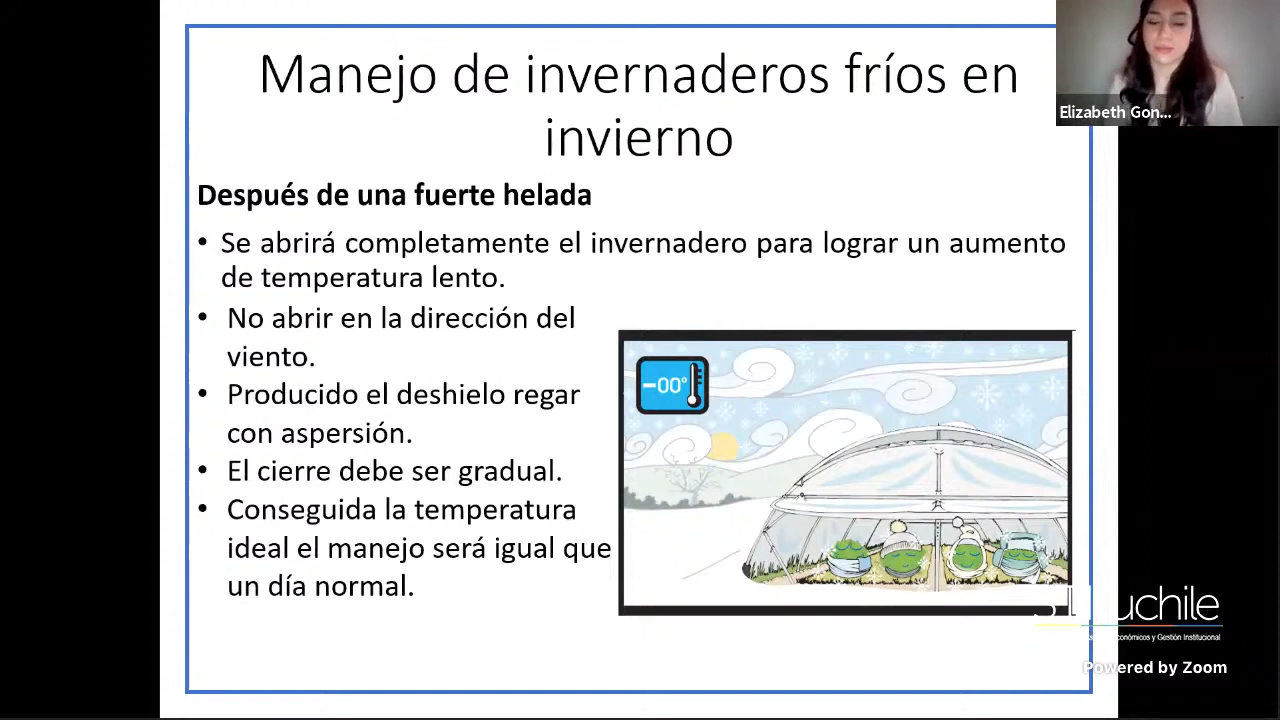 Manejo de invernaderos fríos en
invierno
Elizabeth Gon...
Después de una fuerte helada
• Se abrirá completamente el invernadero para lograr un aumento
de temperatura lento.
• No abrir en la dirección del
viento.
• Producido el deshielo regar
con aspersión.
• El cierre debe ser gradual.
• Conseguida la temperatura
ideal el manejo será igual que
un día normal.
-00°
uchile
conómicos y Gestión Institucional
Powered by Zoom